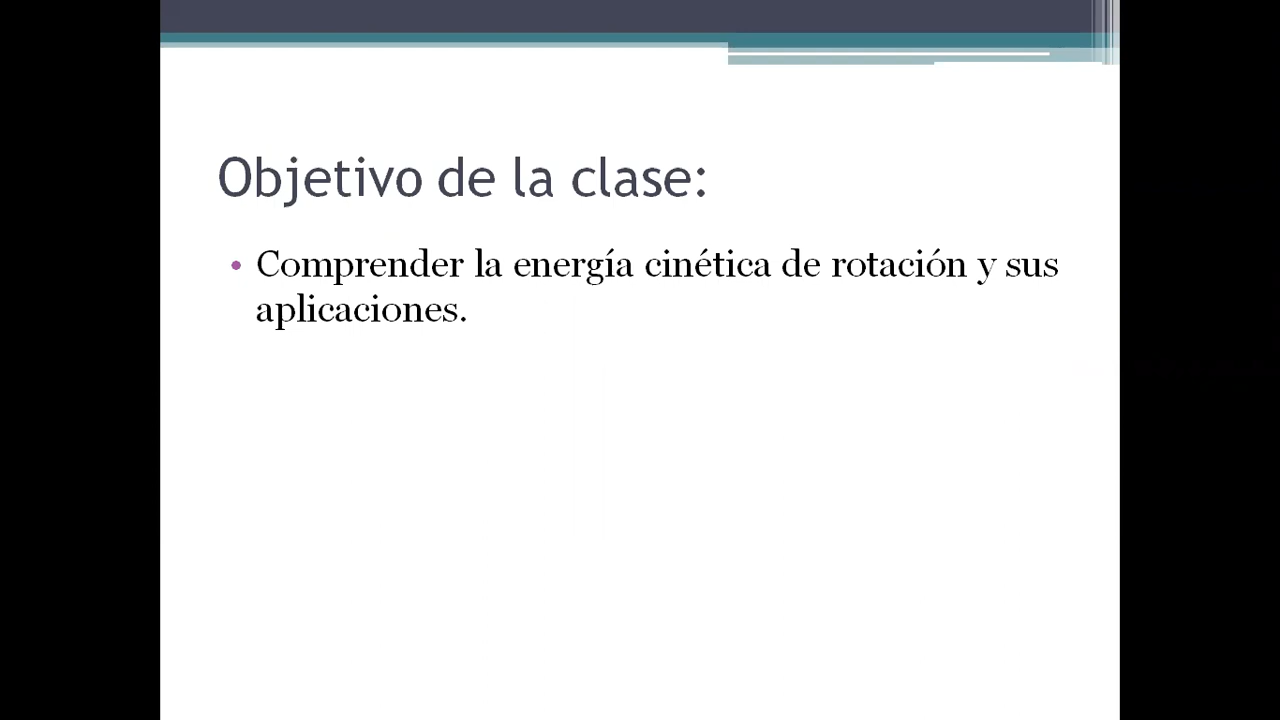 Objetivo de la clase:
• Comprender la energía cinética de rotación y sus
aplicaciones.